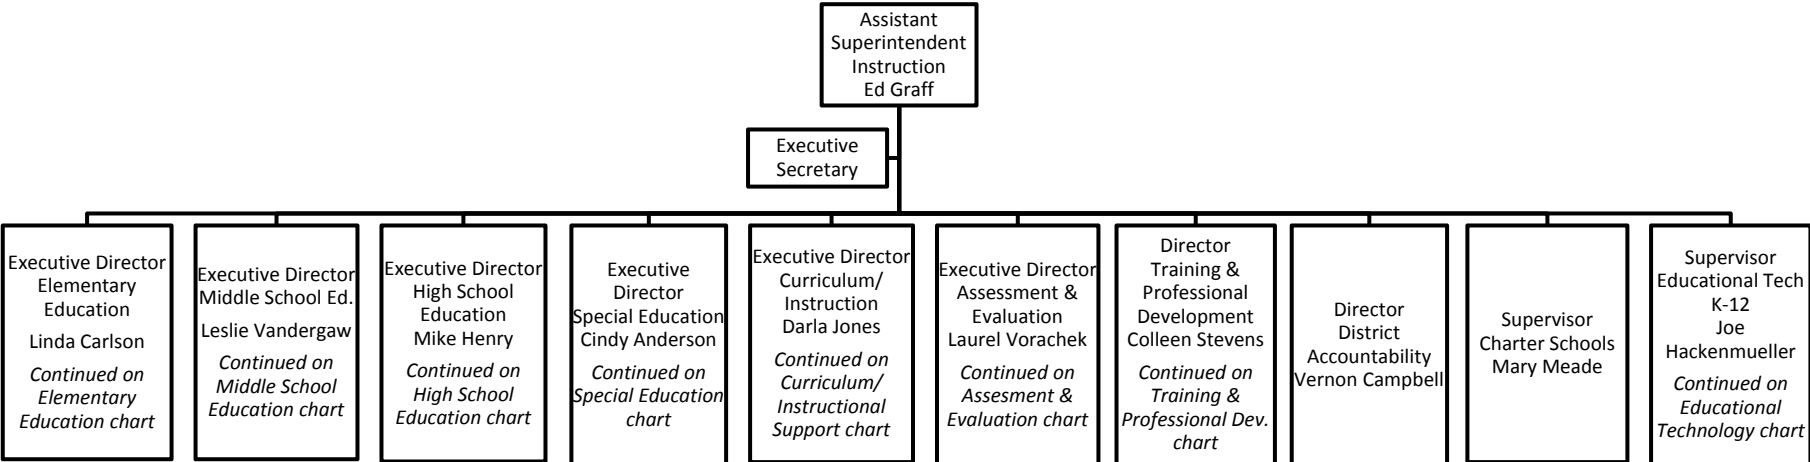 Assistant
Superintendent
Instruction
Ed Graff
Executive
Secretary
Executive Director
Elementary
Education
Linda Carlson
Continued on
Elementary
Education chart
Executive Director
Middle School Ed.
Leslie Vandergaw
Continued on
Middle School
Education chart
Executive Director
High School
Education
Mike Henry
Continued on
High School
Education chart
Executive
Director
Special Education
Cindy Anderson
Continued on
Special Education
chart
Executive Director
Curriculum/
Instruction
Darla Jones
Continued on
Curriculum/
Instructional
Support chart
Executive Director
Assessment &
Evaluation
Laurel Vorachek
Continued on
Assesment &
Evaluation chart
Director
Training &
Professional
Development
Colleen Stevens
Continued on
Training &
Professional Dev.
chart
Director
District
Accountability
Vernon Campbell
Supervisor
Charter Schools
Mary Meade
Supervisor
Educational Tech
K-12
Joe
Hackenmueller
Continued on
Educational
Technology chart